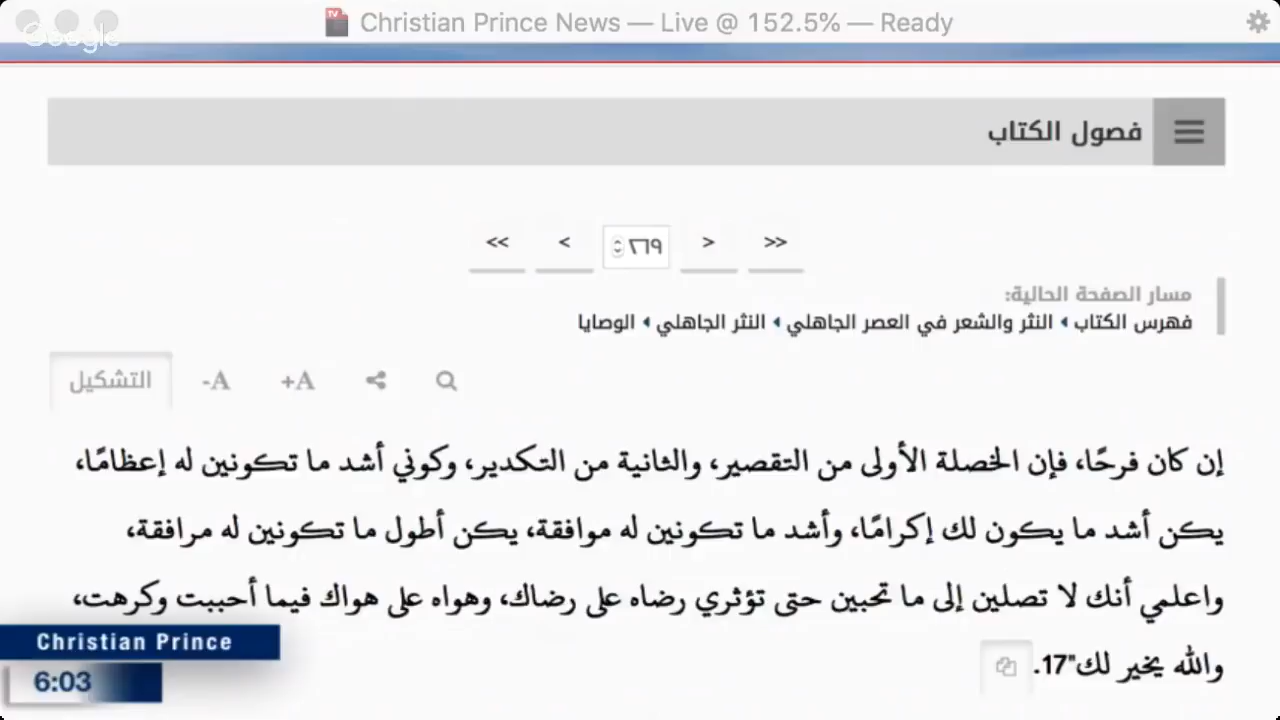 Christian Prince News — Live @ 152.5% — Ready
Google
فصول الكتاب
<< < ٢٦٩ > >>
مسار الصفحة الحالية:
فهرس الكتاب النثر والشعر في العصر الجاهلي النثر الجاهلي الوصايا
التشكيل -A +A
إن كان فرحًا، فإن الخصلة الأولى من التقصير، والثانية من التكدير، وكوني أشد ما تكونين له إعظامًا،
يكن أشد ما يكون لك إكرامًا، وأشد ما تكونين له موافقة، يكن أطول ما تكونين له مرافقة،
واعلمي أنك لا تصلين إلى ما تحبين حتى تؤثري رضاه على رضاك، وهواه على هواك فيما أحببت وكرهت،
والله يخير لك"17.
Christian Prince
6:03